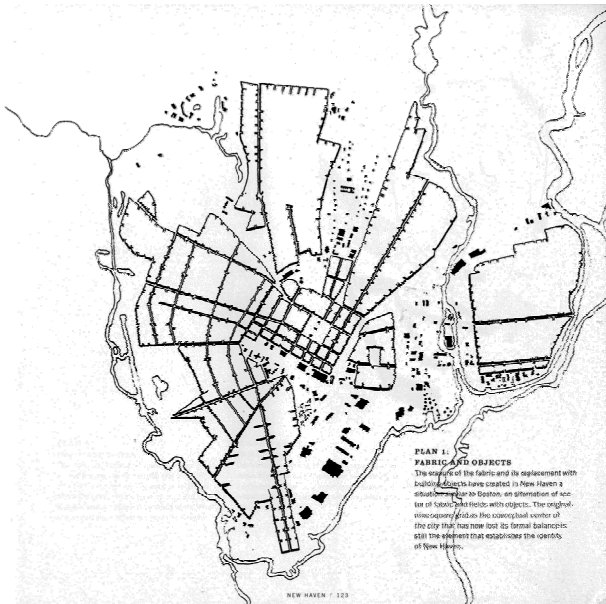 PLAN 1:
FABRIC AND OBJECTS
The erasure of the fabric and its replacement with
building objects have created in New Haven a
situation similar to Boston, an alternation of sec-
tor of fabric and fields with objects. The original
nine-square grid as the conceptual center of
the city that has now lost its formal balance is
still the element that establishes the identity
of New Haven.
NEW HAVEN / 123